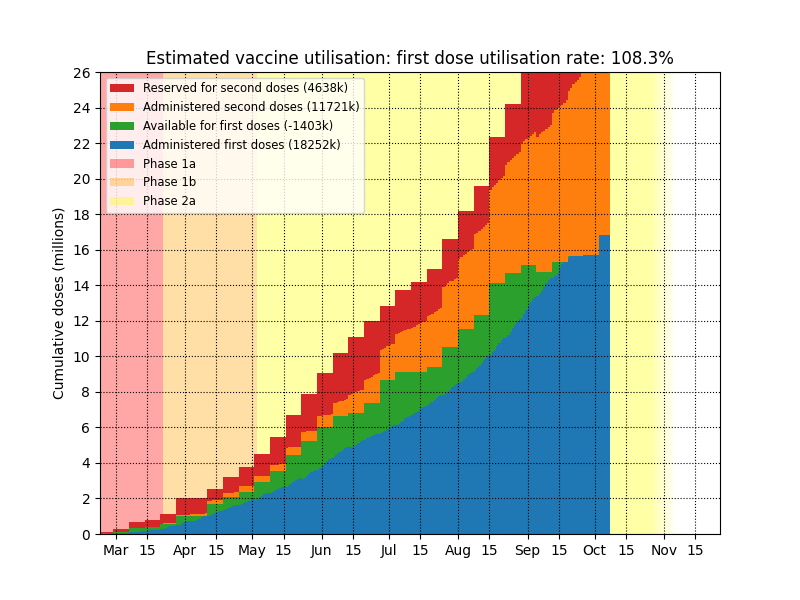 Estimated vaccine utilisation: first dose utilisation rate: 108.3%
Cumulative doses (millions)
26
24
22
20
18
16
14
12
10
8
6
4
2
0
Reserved for second doses (4638k)
Administered second doses (11721k)
Available for first doses (-1403k)
Administered first doses (18252k)
Phase 1a
Phase 1b
Phase 2a
Mar 15 Apr 15 May 15 Jun 15 Jul 15 Aug 15 Sep 15 Oct 15 Nov 15